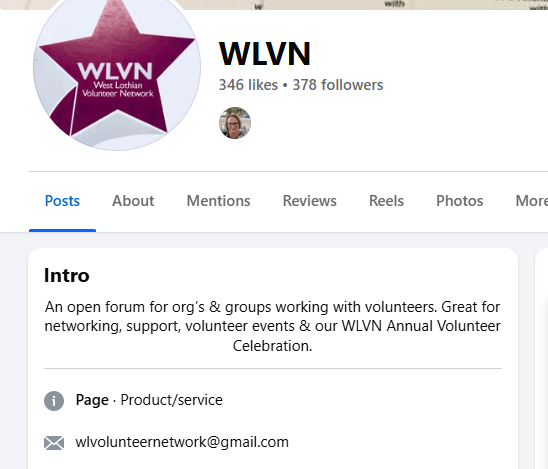 with
WLVN
West Lothian
Volunteer Network
WLVN
346 likes • 378 followers
Posts About Mentions Reviews Reels Photos More
Intro
An open forum for org's & groups working with volunteers. Great for
networking, support, volunteer events & our WLVN Annual Volunteer
Celebration.
Page · Product/service
wlvolunteernetwork@gmail.com